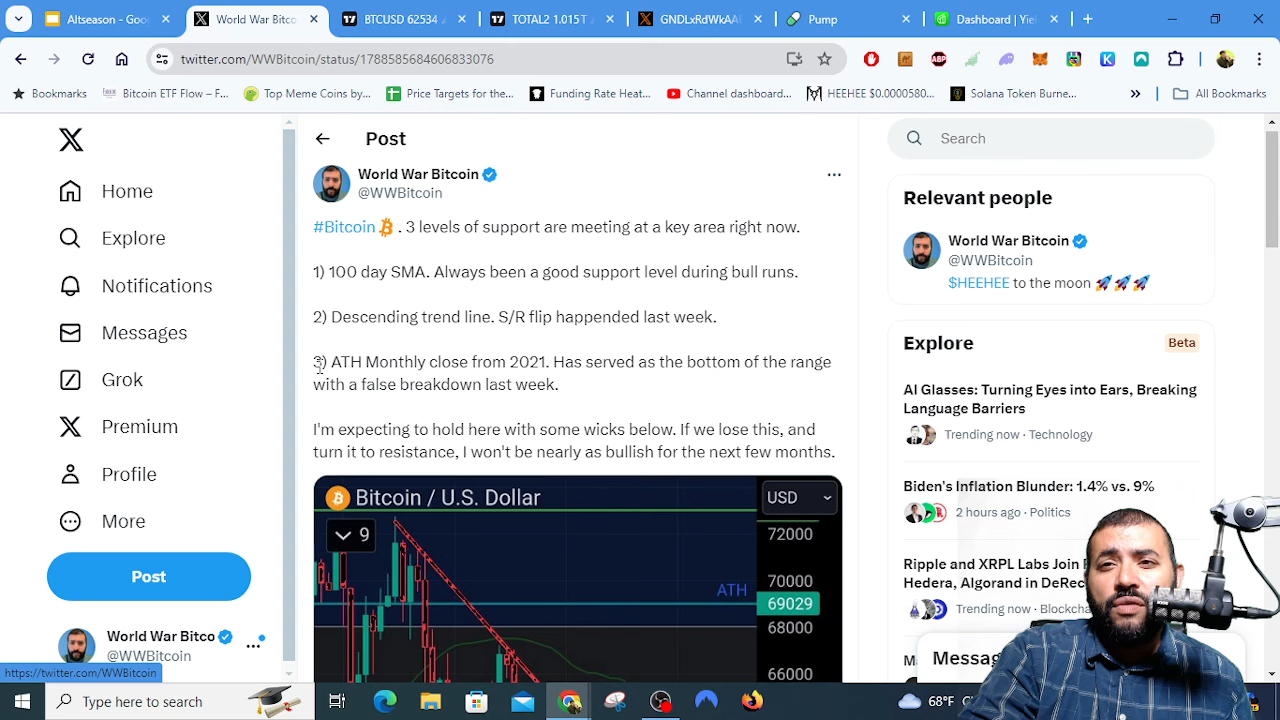 Altseason - Goo
World War Bitco
BTCUSD 62534
TOTAL2 1.015T
GNDLxRdWkAA
Pump
Dashboard | Yiel
twitter.com/WWBitcoin/status/1788585684606833076
Bookmarks
Bitcoin ETF Flow – F...
Top Meme Coins by...
Price Targets for the...
Funding Rate Heat...
Channel dashboard...
HEEHEE $0.0000580...
Solana Token Burne...
All Bookmarks
Home
Explore
Notifications
Messages
Grok
Premium
Profile
More
Post
World War Bitco
@WWBitcoin
https://twitter.com/WWBitcoin
Post
World War Bitcoin
@WWBitcoin
#Bitcoin . 3 levels of support are meeting at a key area right now.
1) 100 day SMA. Always been a good support level during bull runs.
2) Descending trend line. S/R flip happended last week.
3) ATH Monthly close from 2021. Has served as the bottom of the range
with a false breakdown last week.
I'm expecting to hold here with some wicks below. If we lose this, and
turn it to resistance, I won't be nearly as bullish for the next few months.
Bitcoin / U.S. Dollar
USD
9
72000
70000
ATH
69029
68000
66000
Search
Relevant people
World War Bitcoin
@WWBitcoin
$HEEHEE to the moon
Explore
Beta
AI Glasses: Turning Eyes into Ears, Breaking
Language Barriers
Trending now · Technology
Biden's Inflation Blunder: 1.4% vs. 9%
2 hours ago · Politics
Ripple and XRPL Labs Join
Hedera, Algorand in DeRec
Trending now · Blockcha
Messag
Type here to search
68°F